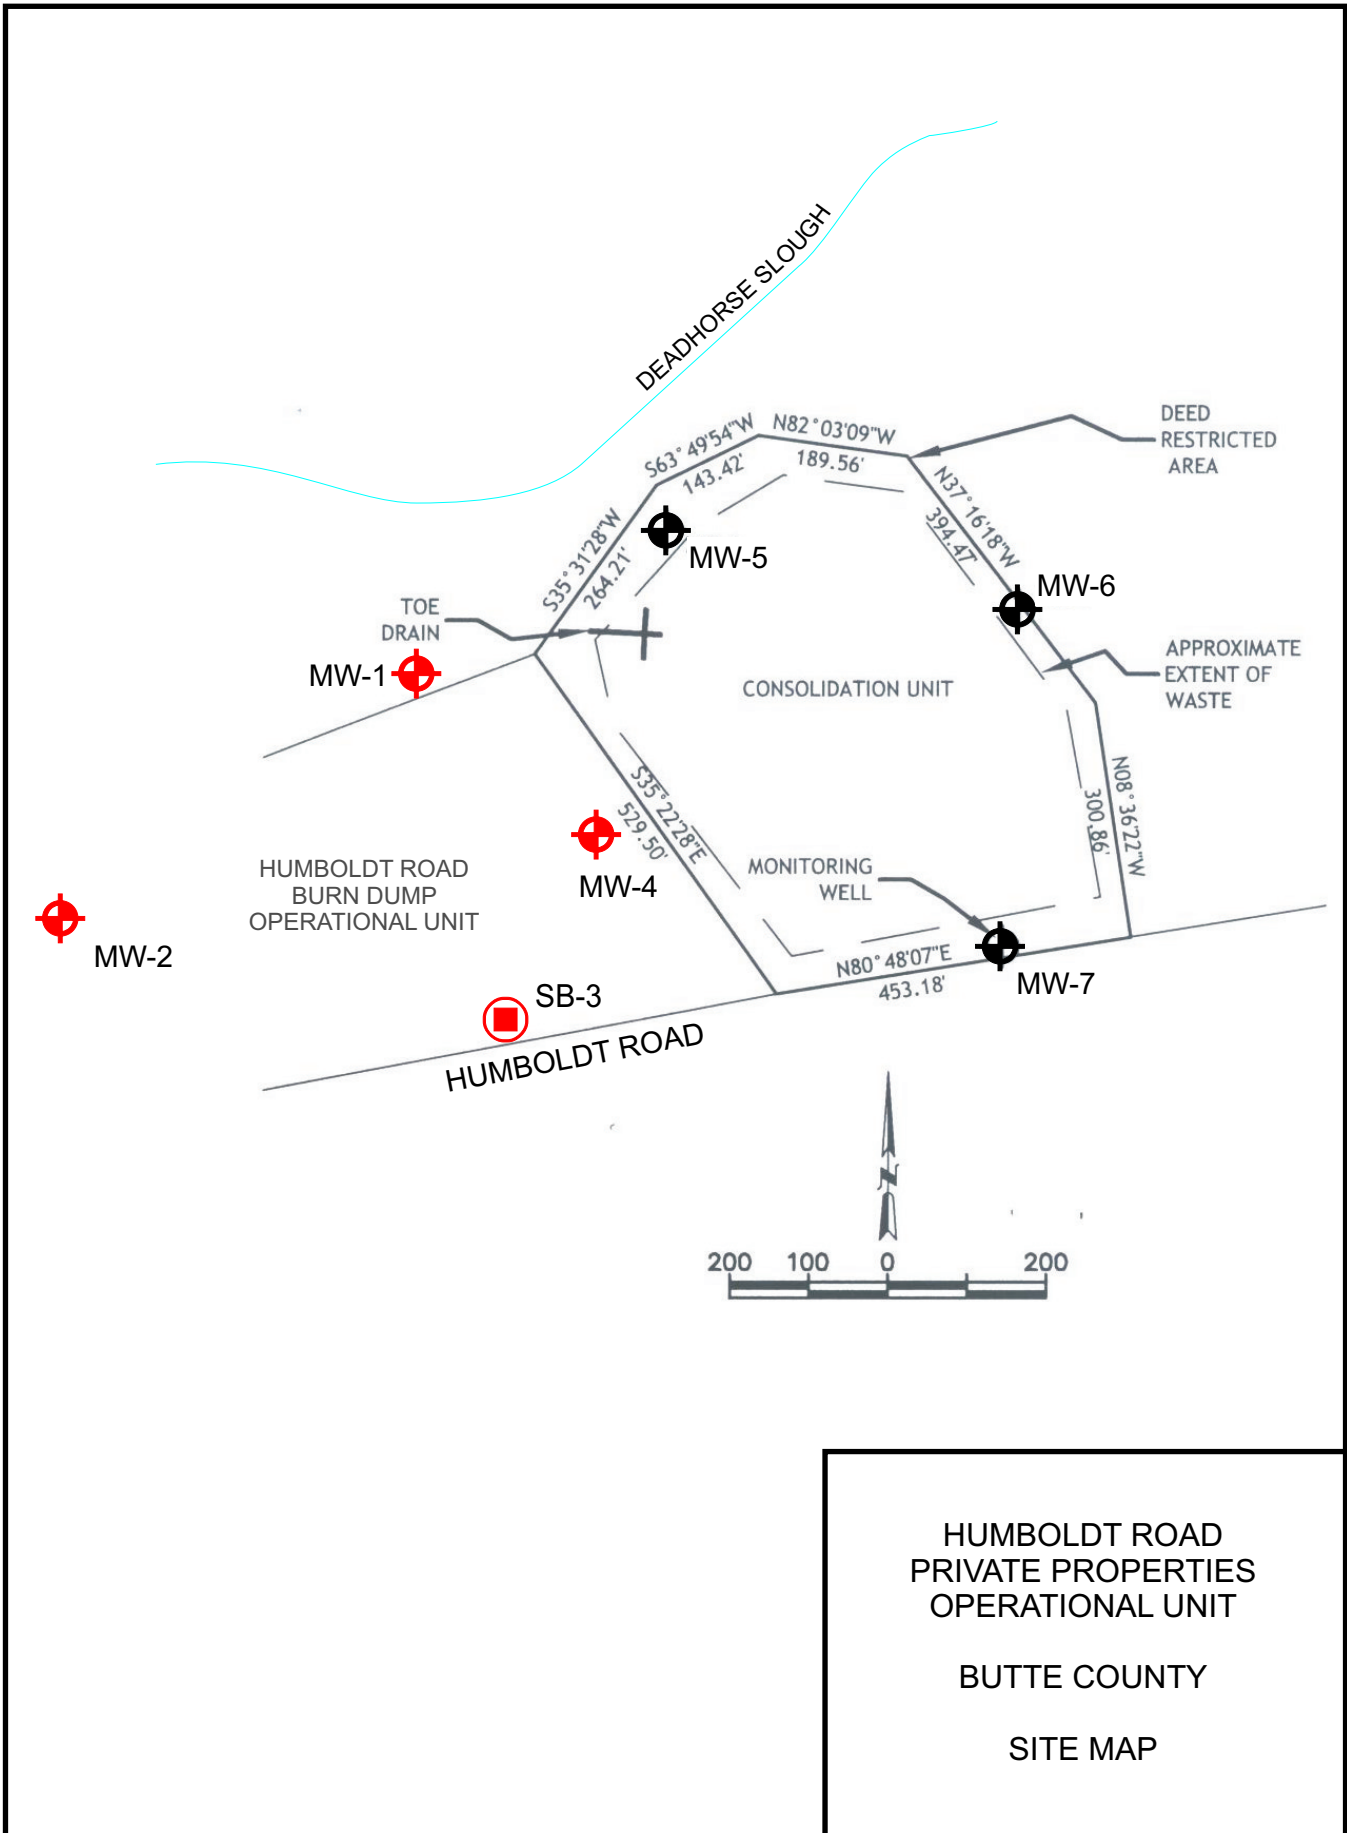 DEADHORSE SLOUGH
DEED
RESTRICTED
AREA
S63°49'54"W
143.42'
N82°03'09"W
189.56'
N37°16'18"W
394.47'
S35°31'28"W
264.21'
MW-5
MW-6
TOE
DRAIN
MW-1
CONSOLIDATION UNIT
APPROXIMATE
EXTENT OF
WASTE
S35°22'28"E
529.50'
N08°36'22"W
300.86'
HUMBOLDT ROAD
BURN DUMP
OPERATIONAL UNIT
MW-4
MONITORING
WELL
MW-2
N80°48'07"E
453.18'
MW-7
SB-3
HUMBOLDT ROAD
N
200 100 0 200
HUMBOLDT ROAD
PRIVATE PROPERTIES
OPERATIONAL UNIT
BUTTE COUNTY
SITE MAP